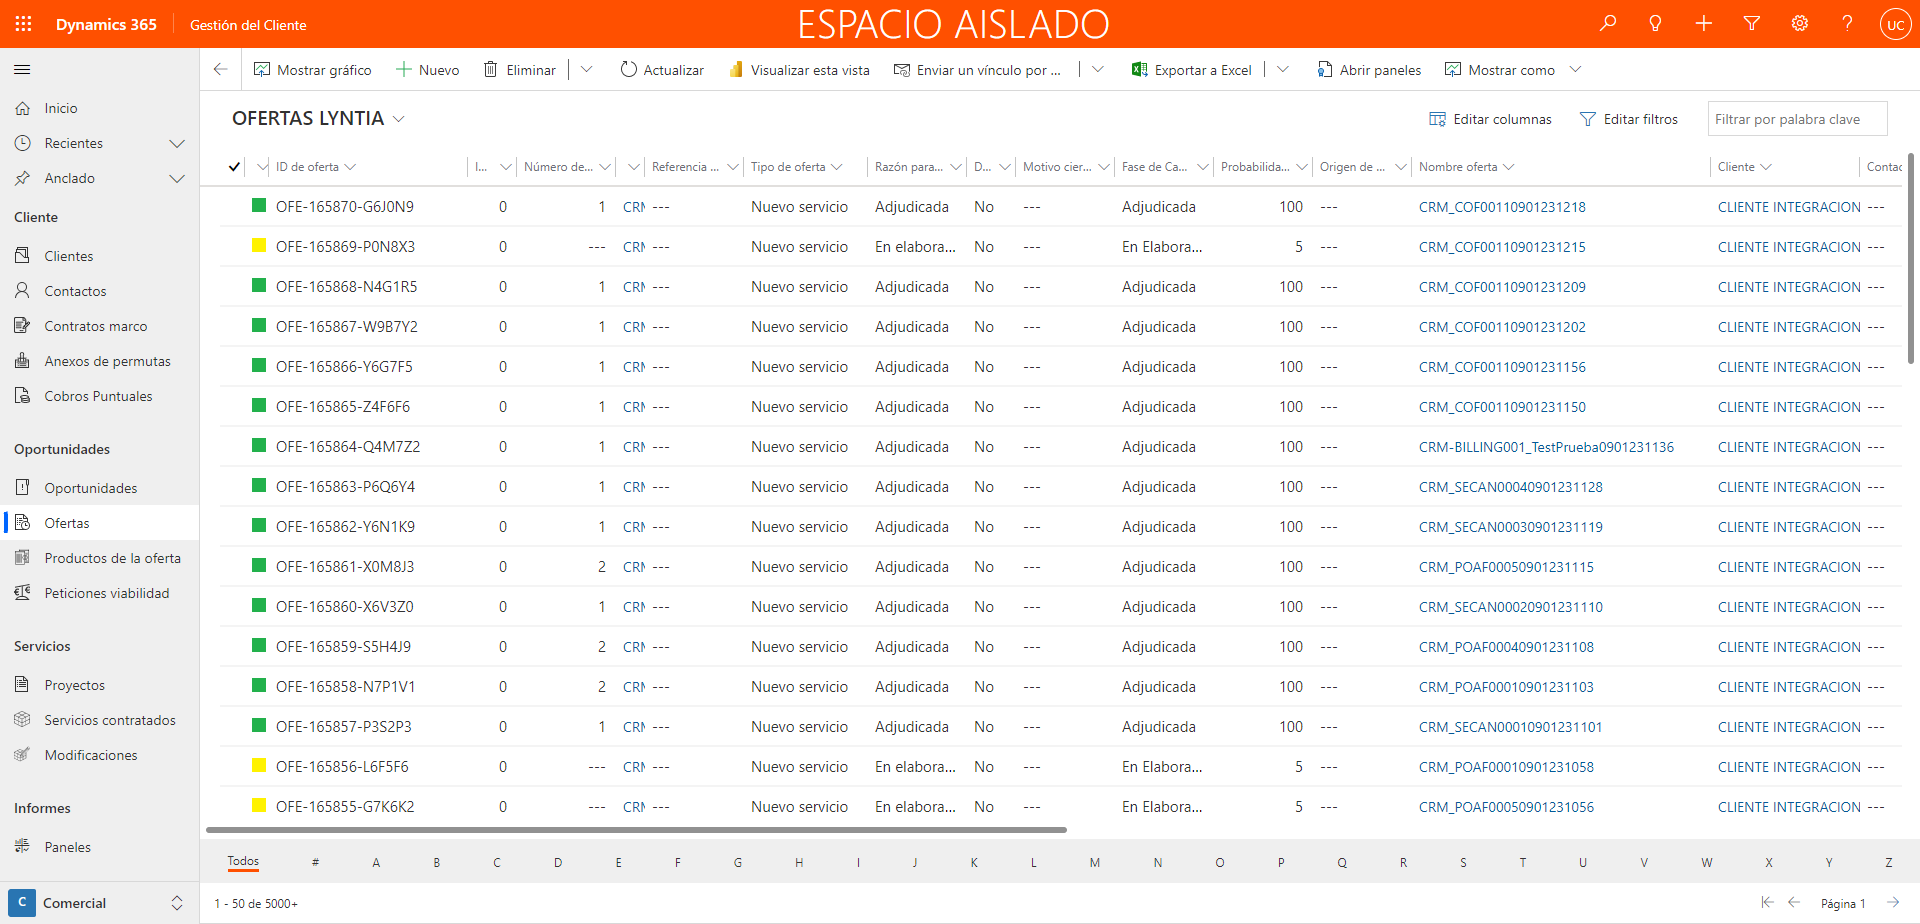 Dynamics 365 Gestión del Cliente ESPACIO AISLADO ? UC
Mostrar gráfico Nuevo Eliminar Actualizar Visualizar esta vista Enviar un vínculo por ... Exportar a Excel Abrir paneles Mostrar como
Inicio
Recientes
Anclado
Cliente
Clientes
Contactos
Contratos marco
Anexos de permutas
Cobros Puntuales
Oportunidades
Oportunidades
Ofertas
Productos de la oferta
Peticiones viabilidad
Servicios
Proyectos
Servicios contratados
Modificaciones
Informes
Paneles
C Comercial
OFERTAS LYNTIA Editar columnas Editar filtros Filtrar por palabra clave
ID de oferta I... Número de... Referencia ... Tipo de oferta Razón para... D... Motivo cier... Fase de Ca... Probabilida... Origen de ... Nombre oferta Cliente Contac
OFE-165870-G6J0N9 0 1 CRM --- Nuevo servicio Adjudicada No --- Adjudicada 100 --- CRM_COF00110901231218 CLIENTE INTEGRACION ---
OFE-165869-P0N8X3 0 --- CRM --- Nuevo servicio En elabora... No --- En Elabora... 5 --- CRM_COF00110901231215 CLIENTE INTEGRACION ---
OFE-165868-N4G1R5 0 1 CRM --- Nuevo servicio Adjudicada No --- Adjudicada 100 --- CRM_COF00110901231209 CLIENTE INTEGRACION ---
OFE-165867-W9B7Y2 0 1 CRM --- Nuevo servicio Adjudicada No --- Adjudicada 100 --- CRM_COF00110901231202 CLIENTE INTEGRACION ---
OFE-165866-Y6G7F5 0 1 CRM --- Nuevo servicio Adjudicada No --- Adjudicada 100 --- CRM_COF00110901231156 CLIENTE INTEGRACION ---
OFE-165865-Z4F6F6 0 1 CRM --- Nuevo servicio Adjudicada No --- Adjudicada 100 --- CRM_COF00110901231150 CLIENTE INTEGRACION ---
OFE-165864-Q4M7Z2 0 1 CRM --- Nuevo servicio Adjudicada No --- Adjudicada 100 --- CRM-BILLING001_TestPrueba0901231136 CLIENTE INTEGRACION ---
OFE-165863-P6Q6Y4 0 1 CRM --- Nuevo servicio Adjudicada No --- Adjudicada 100 --- CRM_SECAN00040901231128 CLIENTE INTEGRACION ---
OFE-165862-Y6N1K9 0 1 CRM --- Nuevo servicio Adjudicada No --- Adjudicada 100 --- CRM_SECAN00030901231119 CLIENTE INTEGRACION ---
OFE-165861-X0M8J3 0 2 CRM --- Nuevo servicio Adjudicada No --- Adjudicada 100 --- CRM_POAF00050901231115 CLIENTE INTEGRACION ---
OFE-165860-X6V3Z0 0 1 CRM --- Nuevo servicio Adjudicada No --- Adjudicada 100 --- CRM_SECAN00020901231110 CLIENTE INTEGRACION ---
OFE-165859-S5H4J9 0 2 CRM --- Nuevo servicio Adjudicada No --- Adjudicada 100 --- CRM_POAF00040901231108 CLIENTE INTEGRACION ---
OFE-165858-N7P1V1 0 2 CRM --- Nuevo servicio Adjudicada No --- Adjudicada 100 --- CRM_POAF00010901231103 CLIENTE INTEGRACION ---
OFE-165857-P3S2P3 0 1 CRM --- Nuevo servicio Adjudicada No --- Adjudicada 100 --- CRM_SECAN00010901231101 CLIENTE INTEGRACION ---
OFE-165856-L6F5F6 0 --- CRM --- Nuevo servicio En elabora... No --- En Elabora... 5 --- CRM_POAF00010901231058 CLIENTE INTEGRACION ---
OFE-165855-G7K6K2 0 --- CRM --- Nuevo servicio En elabora... No --- En Elabora... 5 --- CRM_POAF00050901231056 CLIENTE INTEGRACION ---
Todos # A B C D E F G H I J K L M N O P Q R S T U V W X Y Z
1 - 50 de 5000+ Página 1